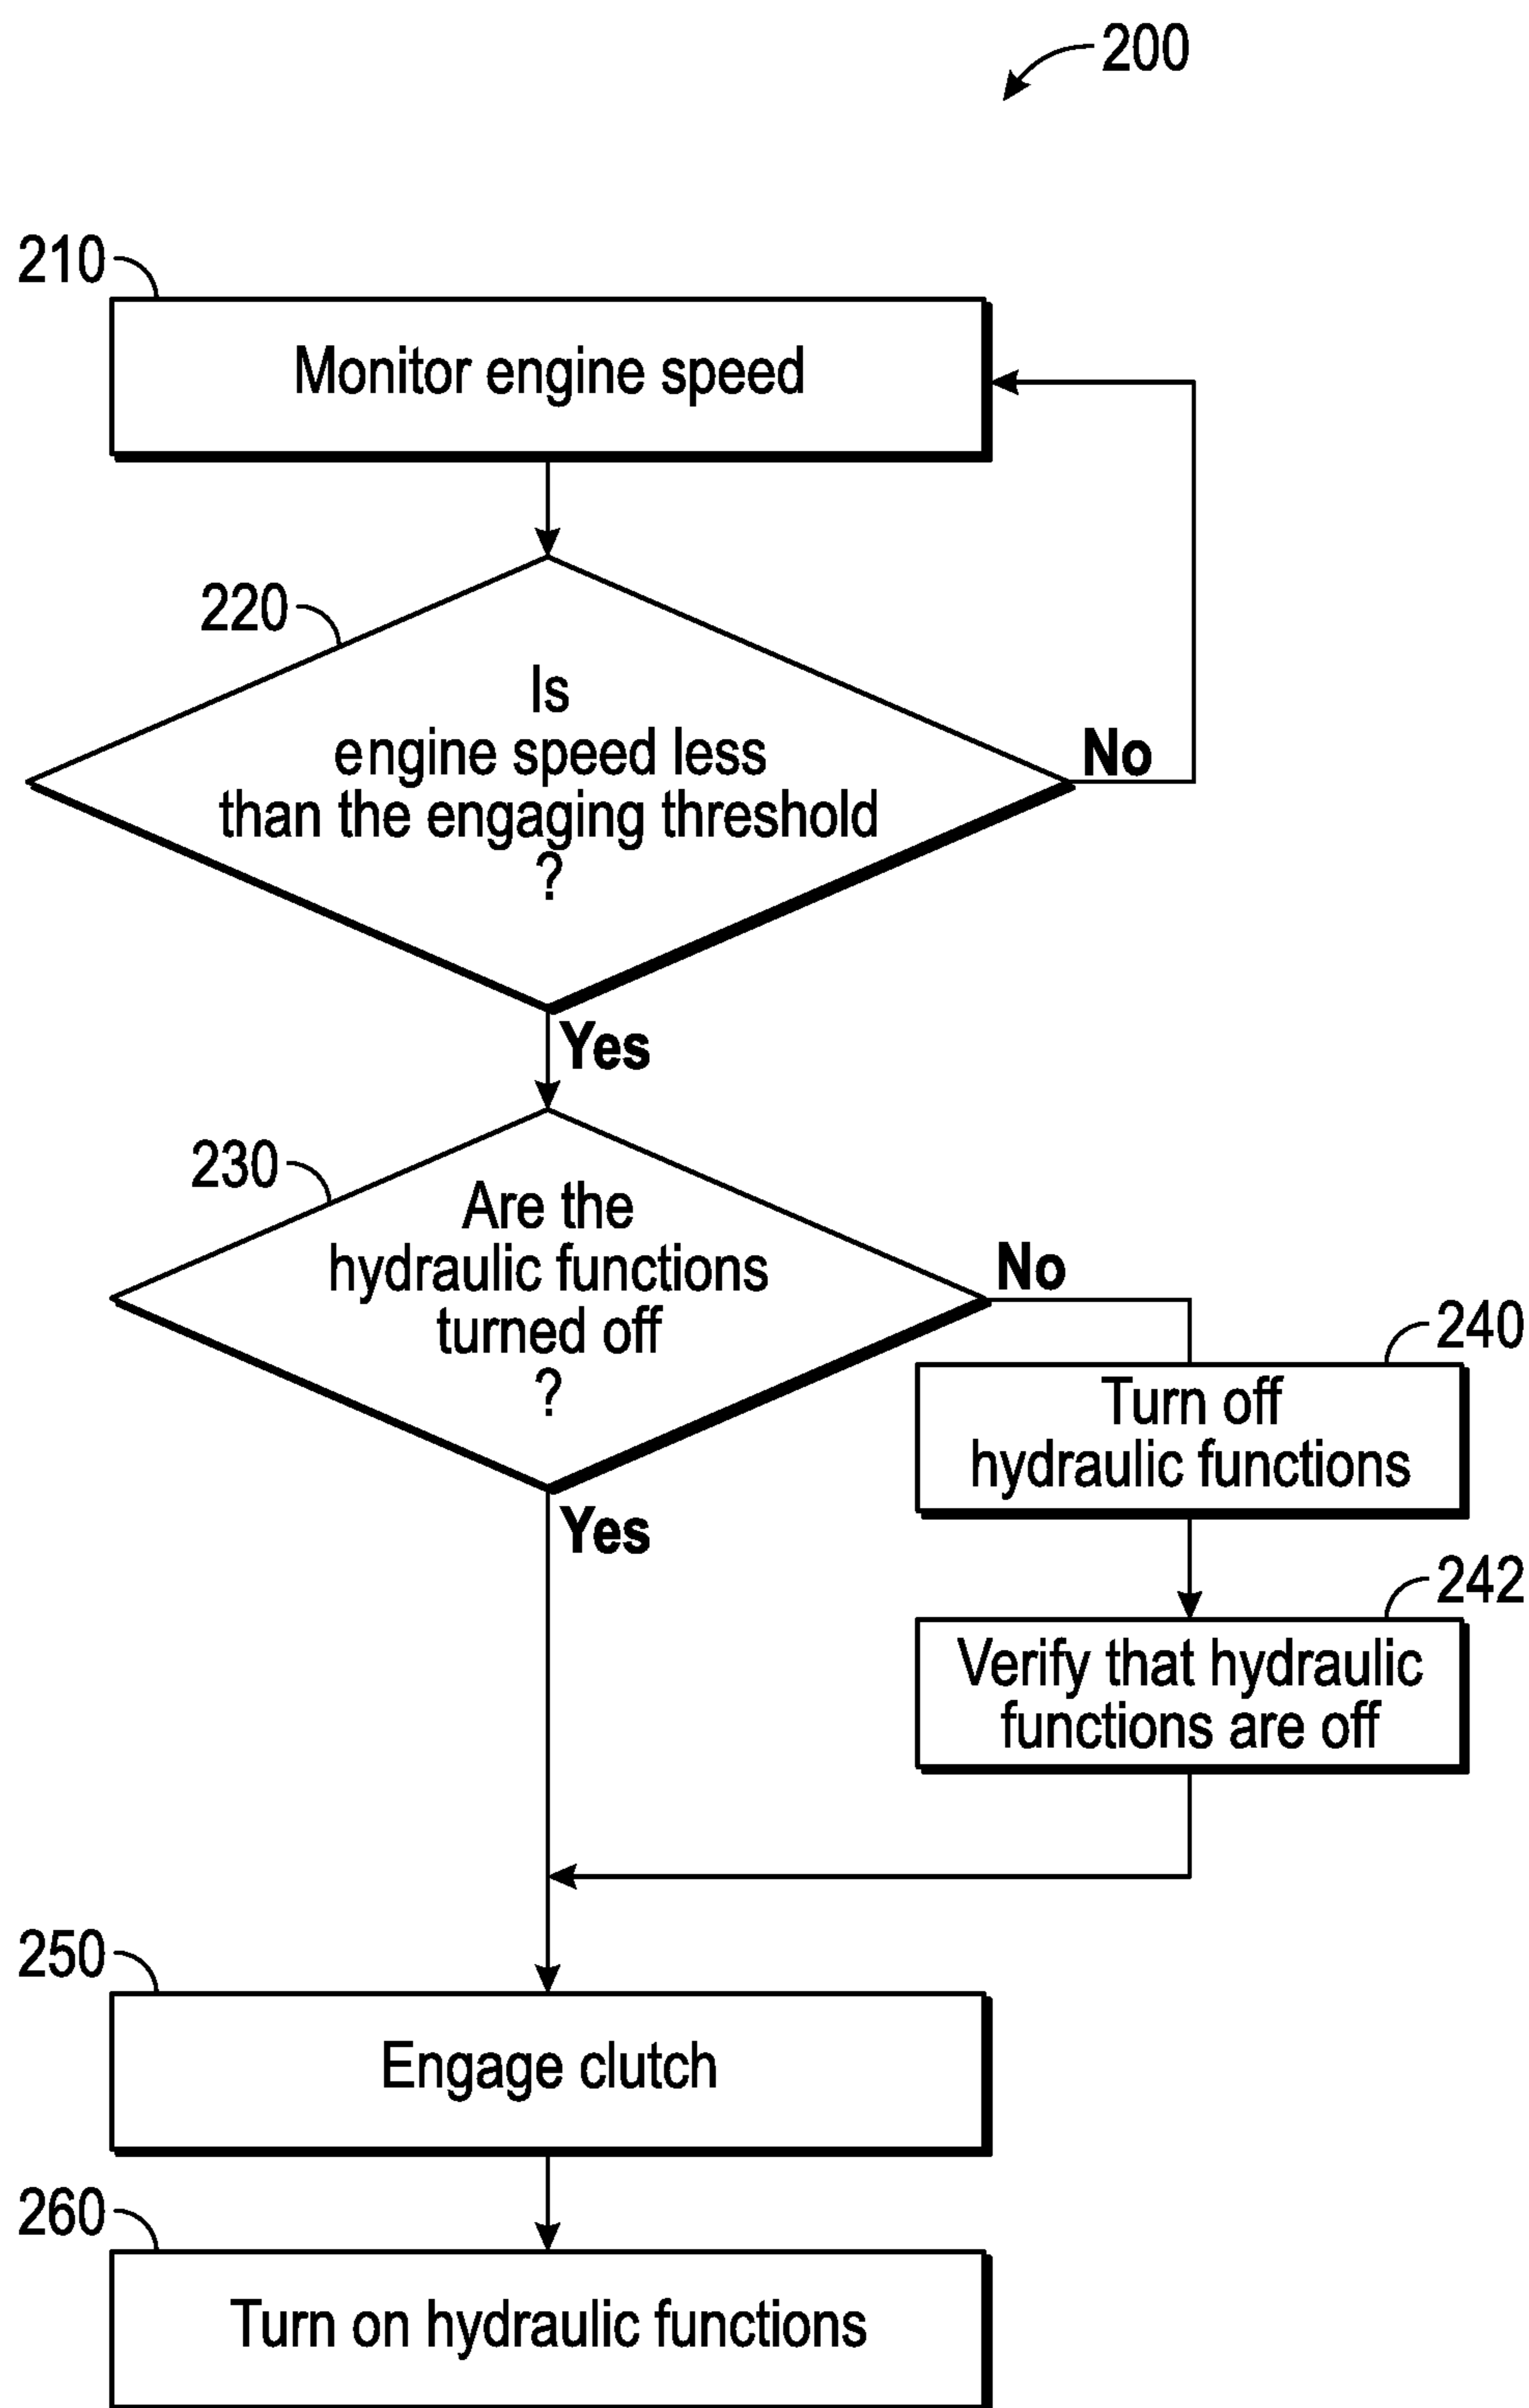 200
210
Monitor engine speed
220
Is
engine speed less
than the engaging threshold
?
No
Yes
230
Are the
hydraulic functions
turned off
?
No
240
Turn off
hydraulic functions
Yes
242
Verify that hydraulic
functions are off
250
Engage clutch
260
Turn on hydraulic functions